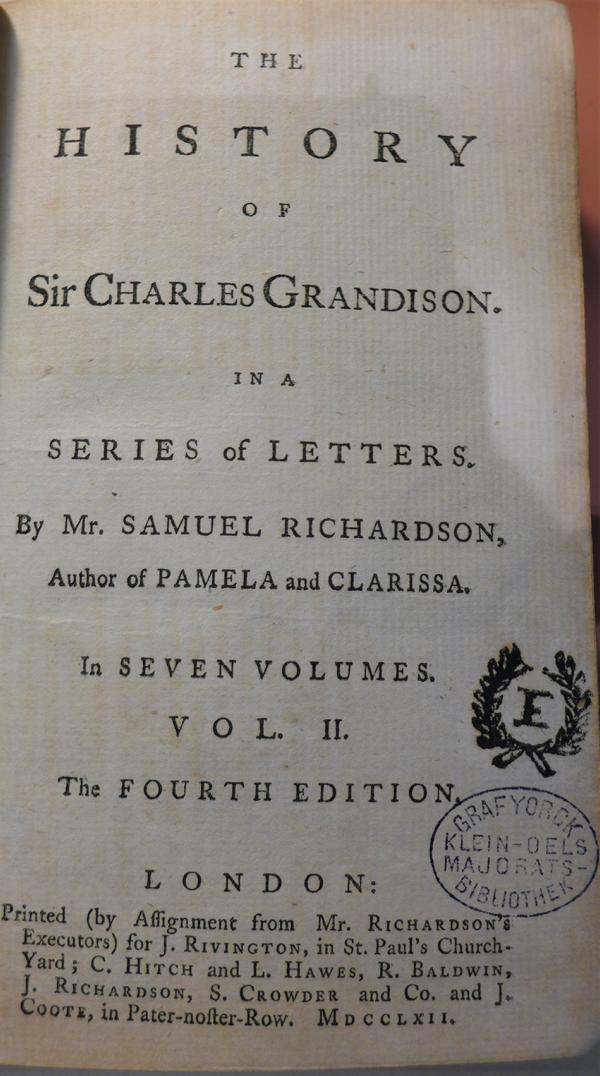 THE
HISTORY
OF
Sir CHARLES GRANDISON.
IN A
SERIES of LETTERS.
By Mr. SAMUEL RICHARDSON,
Author of PAMELA and CLARISSA.
In SEVEN VOLUMES.
VOL. II.
E
The FOURTH EDITION.
GRAF YORCK
KLEIN-OELS
MAJORATS-
BIBLIOTHEK
LONDON:
Printed (by Aſſignment from Mr. RICHARDSON'S
Executors) for J. RIVINGTON, in St. Paul's Church-
Yard; C. HITCH and L. HAWES, R. BALDWIN,
J. RICHARDSON, S. CROWDER and Co. and J.
COOTE, in Pater-noſter-Row. MDCCLXII.